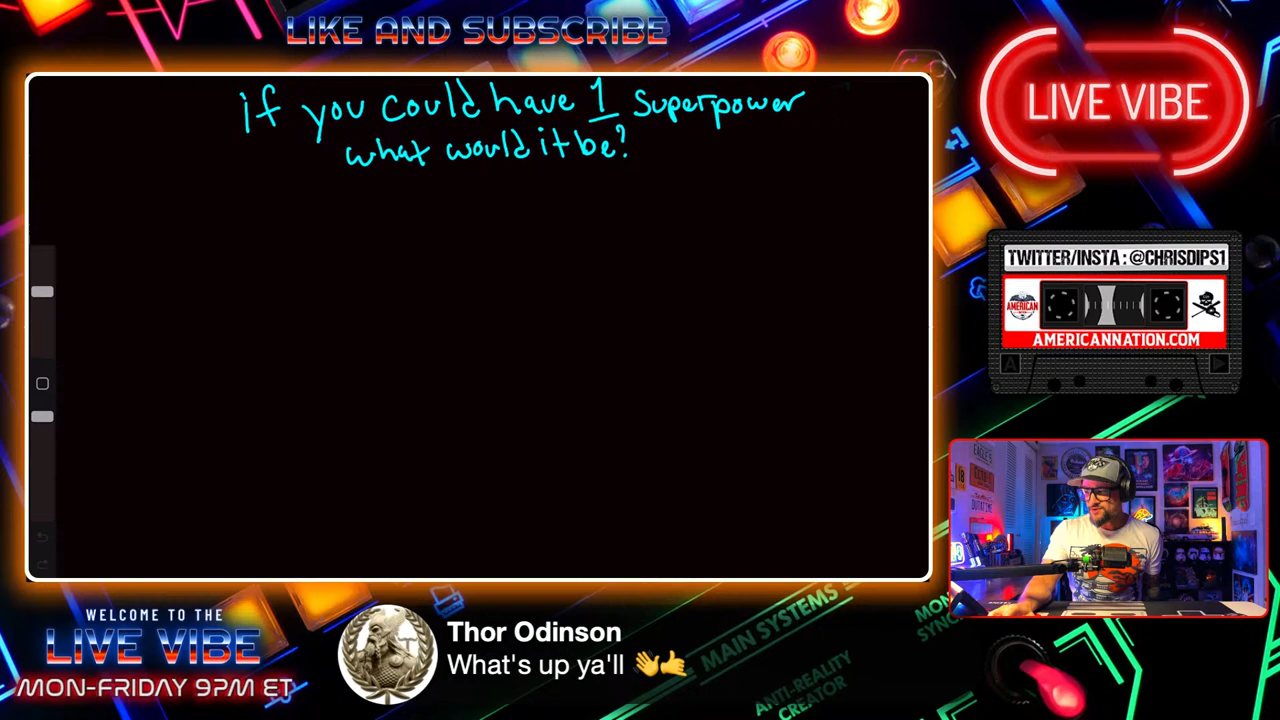 LIKE AND SUBSCRIBE
if you could have 1 superpower
what would it be?
LIVE VIBE
TWITTER/INSTA : @CHRISDIPS1
AMERICAN
AMERICANNATION.COM
A
WELCOME TO THE
LIVE VIBE
MON-FRIDAY 9PM ET
Thor Odinson
What's up ya'll 👋🤙
MAIN SYSTEMS
ANTI-REALITY
CREATOR